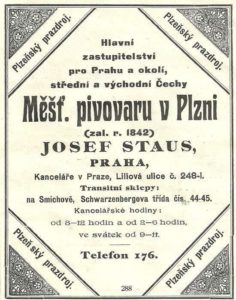 Plzeňský prazdroj.
Plzeňský prazdroj.
Hlavní
zastupitelství
pro Prahu a okolí,
střední a východní Čechy
Měšť. pivovaru v Plzni
(zal. r. 1842)
JOSEF STAUS,
PRAHA,
Kanceláře v Praze, Liliová ulice č. 248-I.
Transitní sklepy:
na Smíchově, Schwarzenbergova třída čís. 44-45.
Kancelářské hodiny:
od 8–12 hodin a od 2–6 hodin,
ve svátek od 9–11.
Telefon 176.
Plzeňský prazdroj.
Plzeňský prazdroj.
288